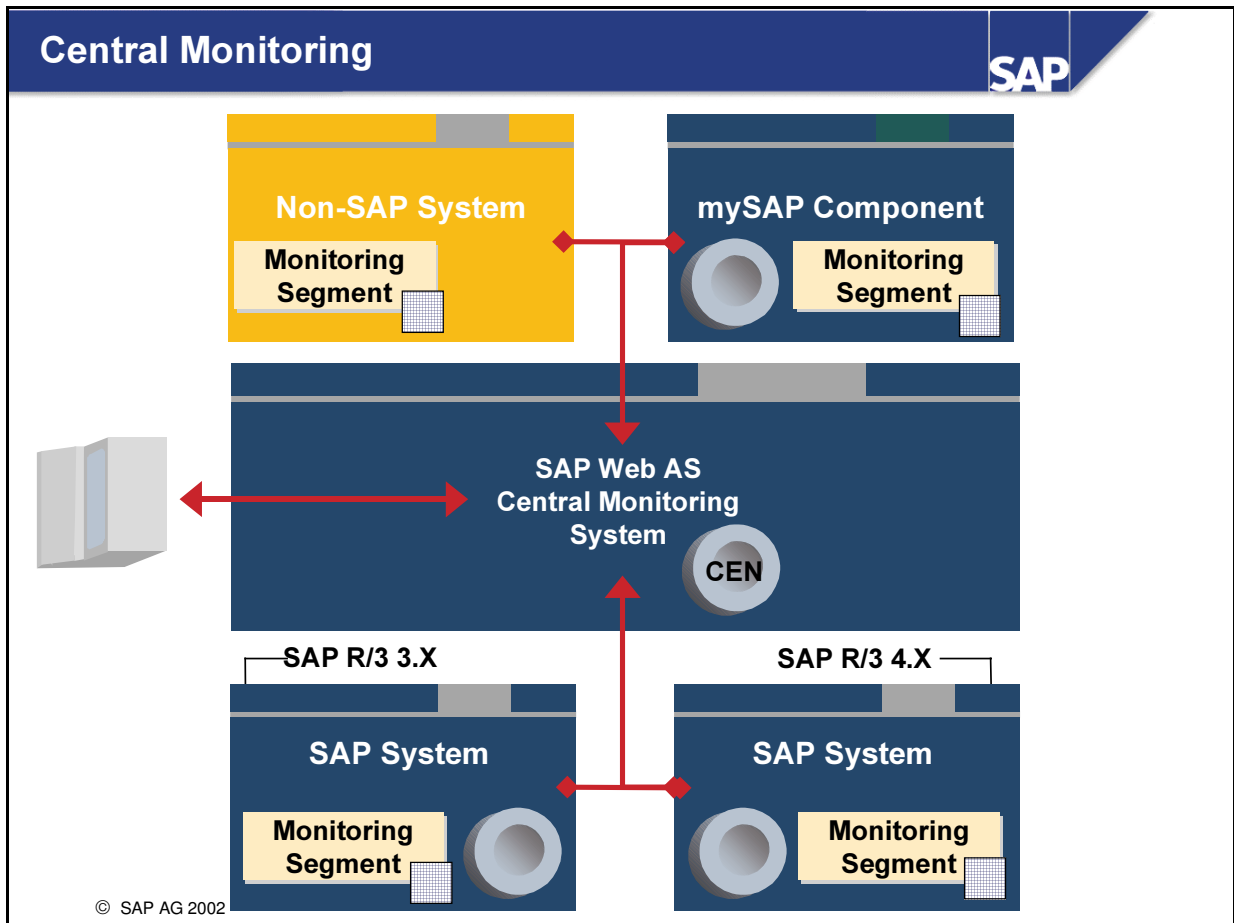 Central Monitoring
SAP
Non-SAP System
Monitoring
Segment
mySAP Component
Monitoring
Segment
SAP Web AS
Central Monitoring
System
CEN
SAP R/3 3.X
SAP R/3 4.X
SAP System
Monitoring
Segment
SAP System
Monitoring
Segment
© SAP AG 2002